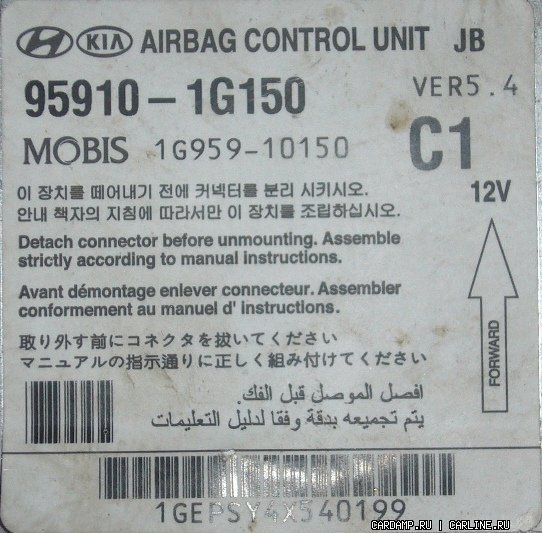 HYUNDAI KIA AIRBAG CONTROL UNIT JB
95910-1G150 VER5.4
MOBIS 1G959-10150 C1
이 장치를 떼어내기 전에 커넥터를 분리 시키시오. 12V
안내 책자의 지침에 따라서만 이 장치를 조립하십시오.
Detach connector before unmounting. Assemble
strictly according to manual instructions.
Avant démontage enlever connecteur. Assembler
conformement au manuel d' instructions.
取り外す前にコネクタを抜いてください
マニュアルの指示通りに正しく組み付けてください
FORWARD
افصل الموصل قبل الفك.
يتم تجميعه بدقة وفقا لدليل التعليمات
1GEPSY4X540199
CARDAMP.RU | CARLINE.RU